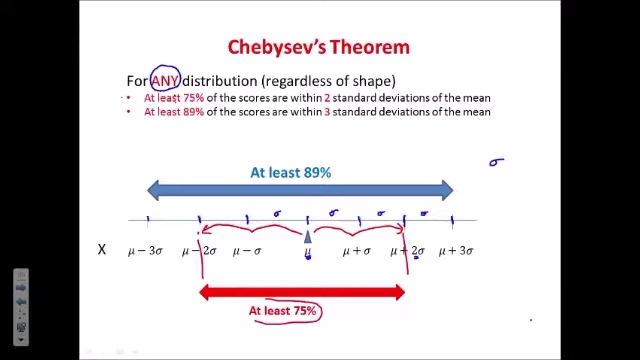 Chebysev's Theorem
For ANY distribution (regardless of shape)
• At least 75% of the scores are within 2 standard deviations of the mean
• At least 89% of the scores are within 3 standard deviations of the mean
σ
At least 89%
σ σ σ σ
X μ − 3σ μ − 2σ μ − σ μ μ + σ μ + 2σ μ + 3σ
At least 75%